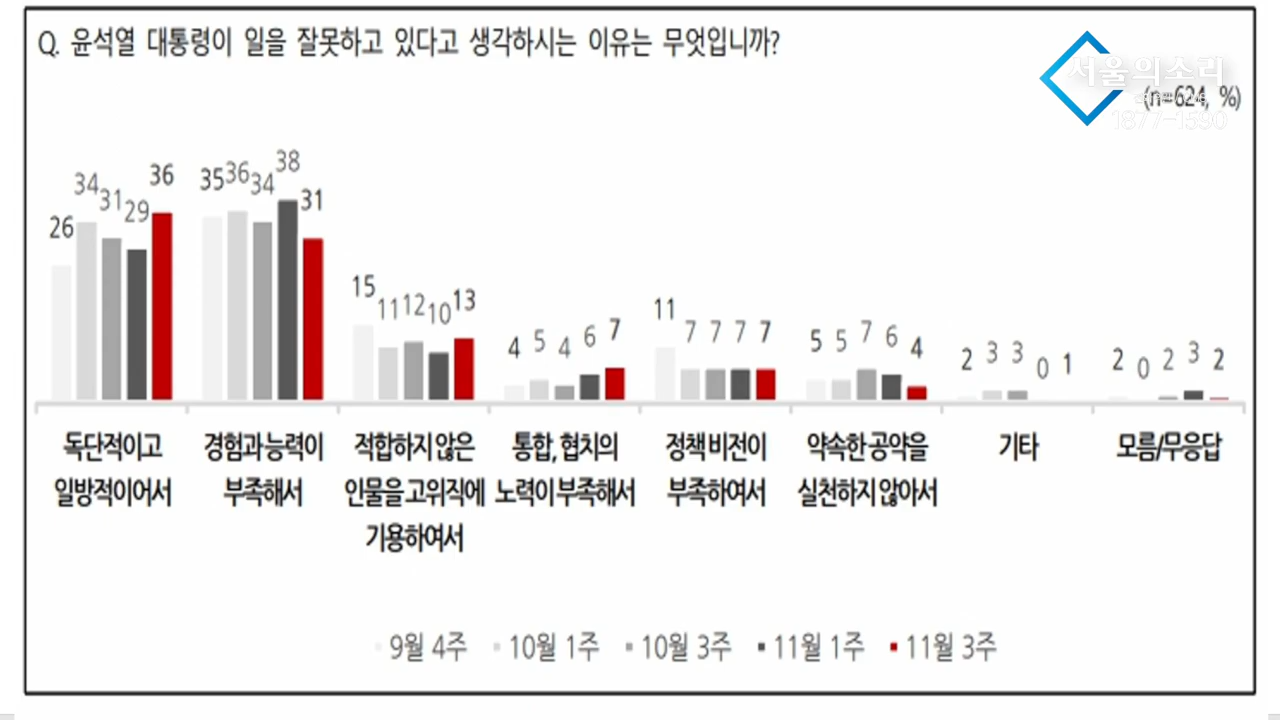 Q. 윤석열 대통령이 일을 잘못하고 있다고 생각하시는 이유는 무엇입니까?
서울의소리
(n=624, %)
1877-1590
26 34 31 29 36 35 36 34 38 31 15 11 12 10 13 4 5 4 6 7 11 7 7 7 7 5 5 7 6 4 2 3 3 0 1 2 0 2 3 2
독단적이고 경험과 능력이 적합하지 않은 통합, 협치의 정책 비전이 약속한 공약을 기타 모름/무응답
일방적이어서 부족해서 인물을 고위직에 노력이 부족해서 부족하여서 실천하지 않아서
기용하여서
9월 4주 10월 1주 10월 3주 11월 1주 11월 3주